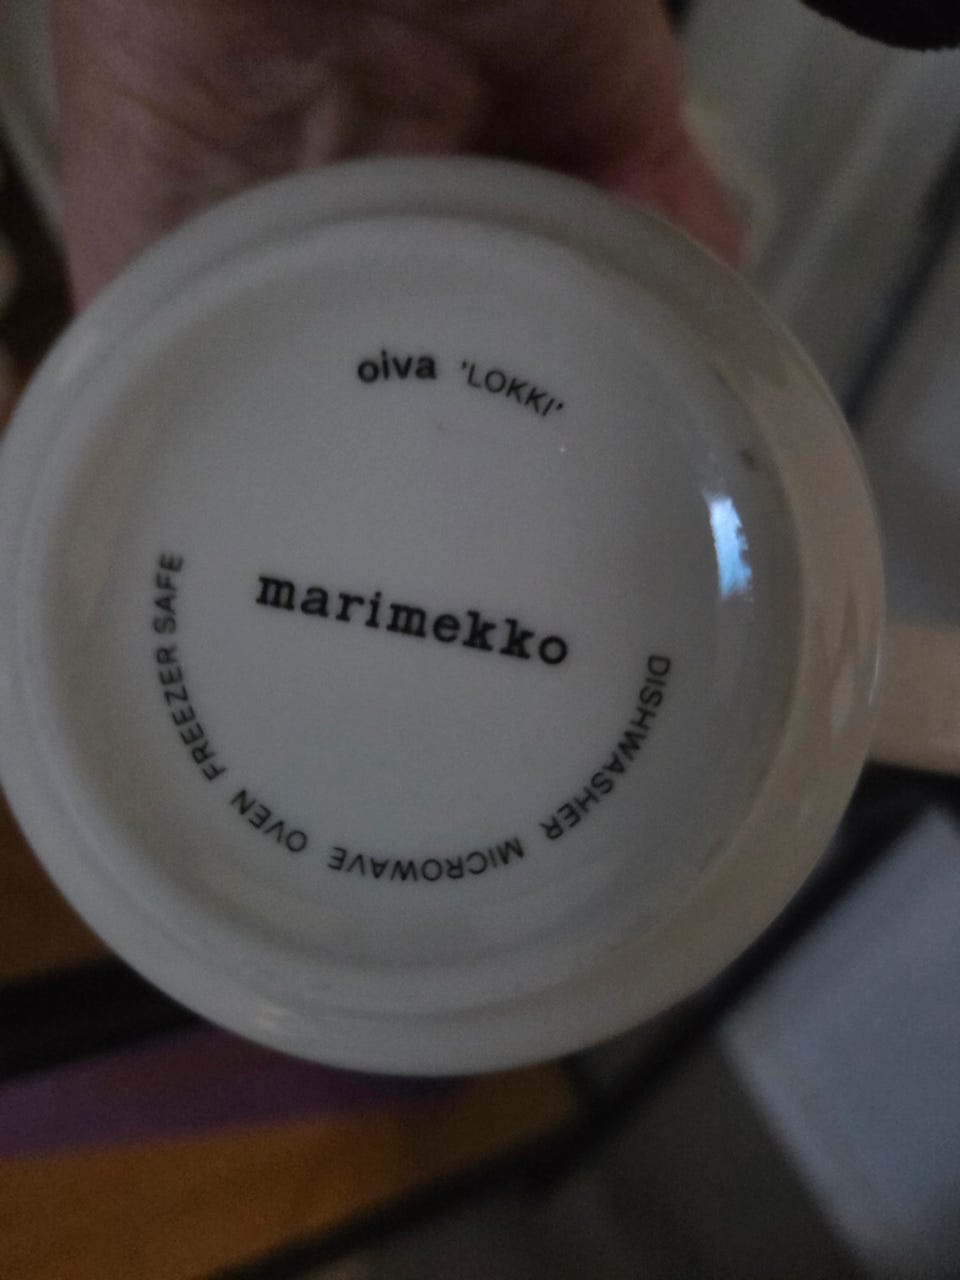 oiva 'LOKKI'
marimekko
DISHWASHER MICROWAVE OVEN FREEZER SAFE